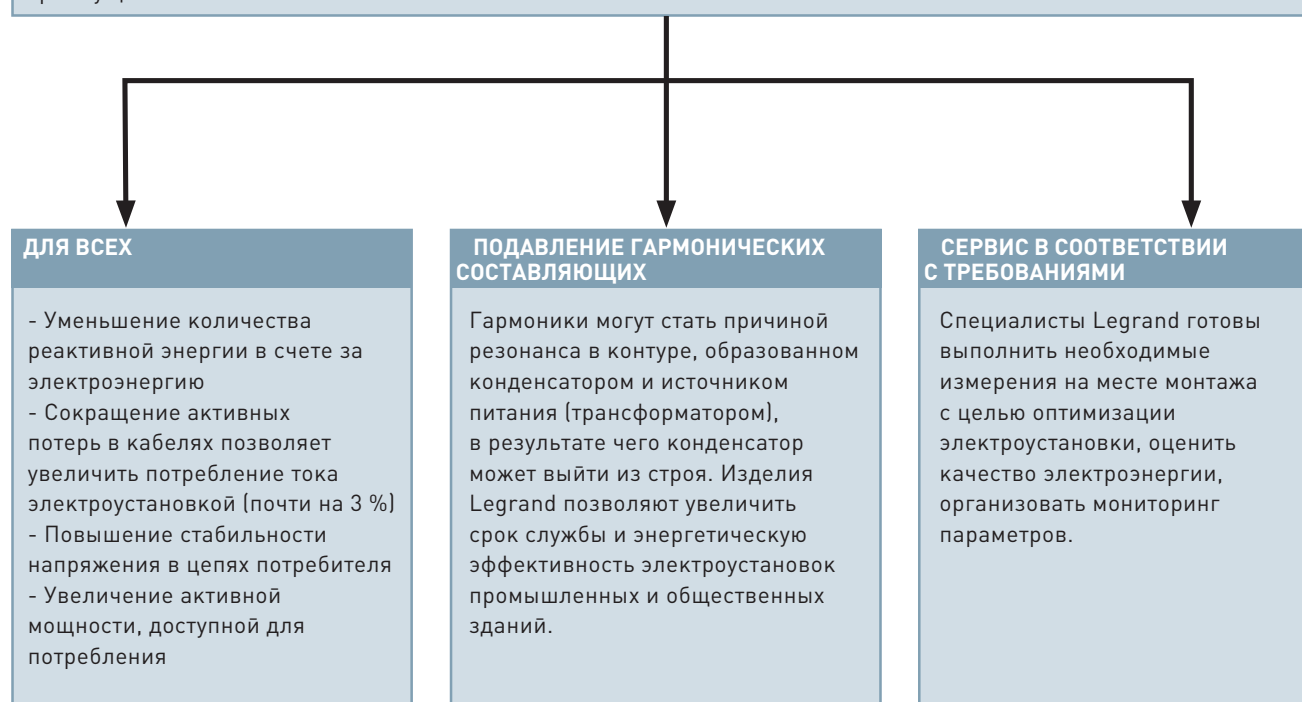 ДЛЯ ВСЕХ
- Уменьшение количества
реактивной энергии в счете за
электроэнергию
- Сокращение активных
потерь в кабелях позволяет
увеличить потребление тока
электроустановкой (почти на 3 %)
- Повышение стабильности
напряжения в цепях потребителя
- Увеличение активной
мощности, доступной для
потребления
ПОДАВЛЕНИЕ ГАРМОНИЧЕСКИХ
СОСТАВЛЯЮЩИХ
Гармоники могут стать причиной
резонанса в контуре, образованном
конденсатором и источником
питания (трансформатором),
в результате чего конденсатор
может выйти из строя. Изделия
Legrand позволяют увеличить
срок службы и энергетическую
эффективность электроустановок
промышленных и общественных
зданий.
СЕРВИС В СООТВЕТСТВИИ
С ТРЕБОВАНИЯМИ
Специалисты Legrand готовы
выполнить необходимые
измерения на месте монтажа
с целью оптимизации
электроустановки, оценить
качество электроэнергии,
организовать мониторинг
параметров.